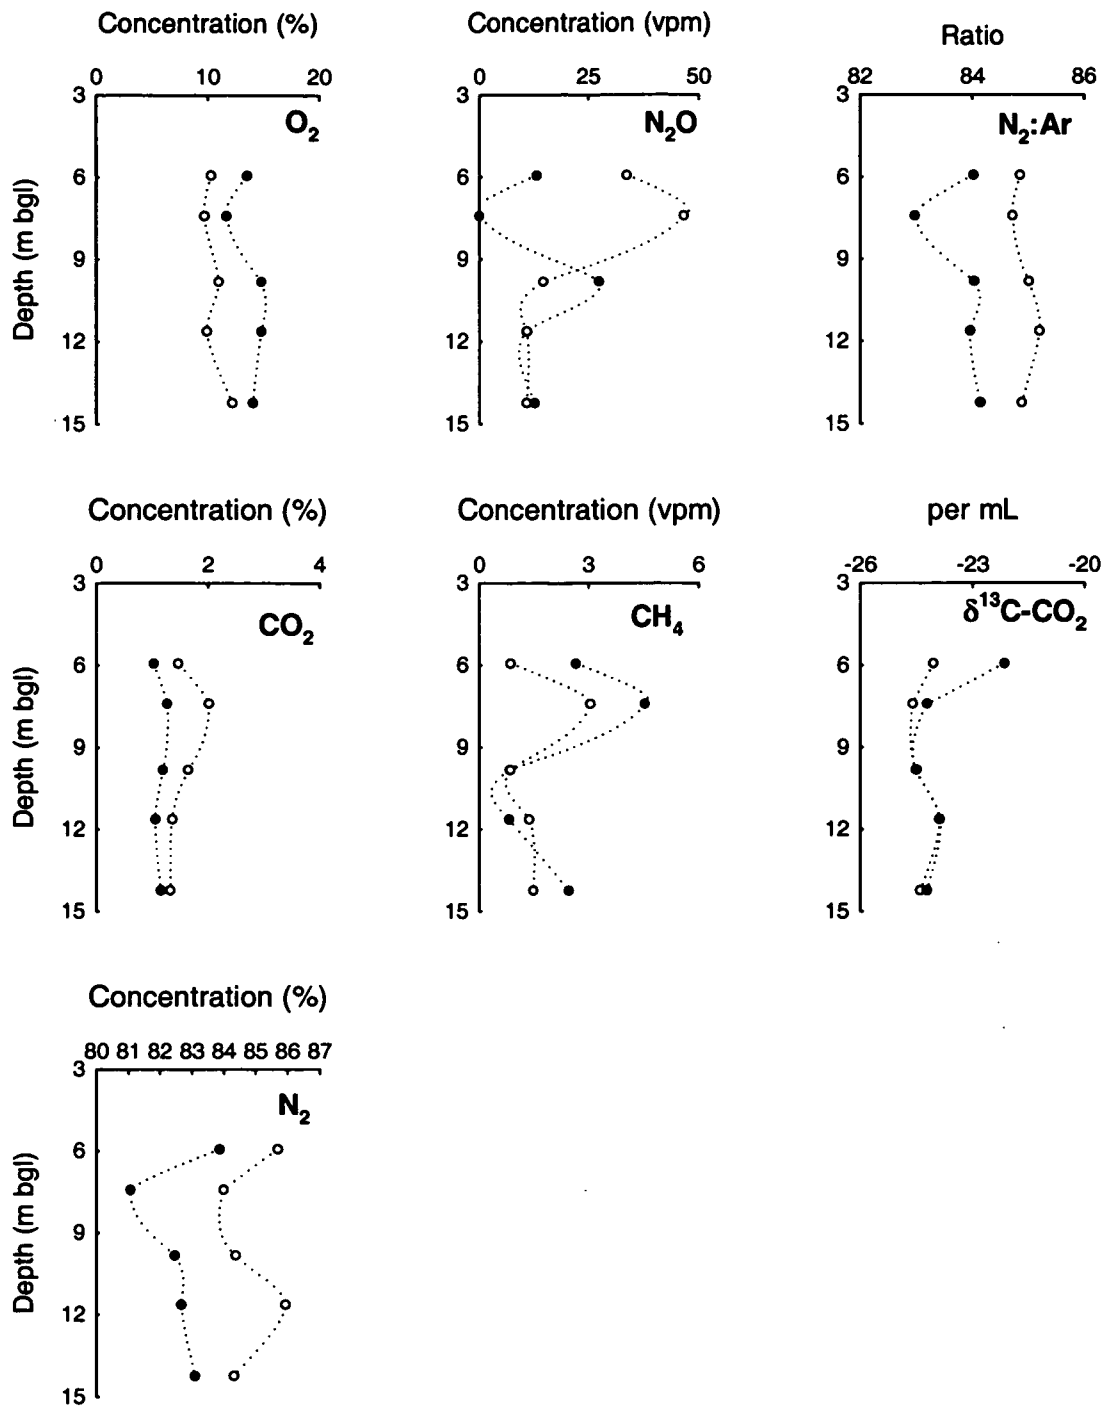 Concentration (%)
0 10 20
O2
Depth (m bgl)
3
6
9
12
15
Concentration (vpm)
0 25 50
N2O
3
6
9
12
15
Ratio
82 84 86
N2:Ar
3
6
9
12
15
Concentration (%)
0 2 4
CO2
Depth (m bgl)
3
6
9
12
15
Concentration (vpm)
0 3 6
CH4
3
6
9
12
15
per mL
-26 -23 -20
δ13C-CO2
3
6
9
12
15
Concentration (%)
80 81 82 83 84 85 86 87
N2
Depth (m bgl)
3
6
9
12
15